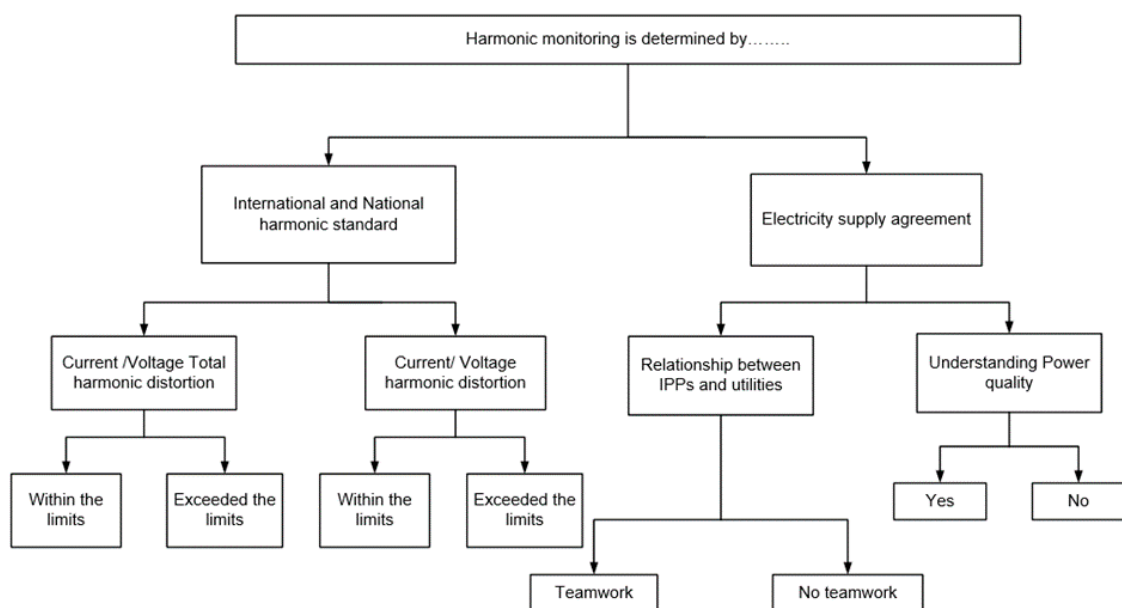 Harmonic monitoring is determined by……..
International and National
harmonic standard
Electricity supply agreement
Current /Voltage Total
harmonic distortion
Current/ Voltage
harmonic distortion
Relationship between
IPPs and utilities
Understanding Power
quality
Within the
limits
Exceeded the
limits
Within the
limits
Exceeded the
limits
Yes
No
Teamwork
No teamwork